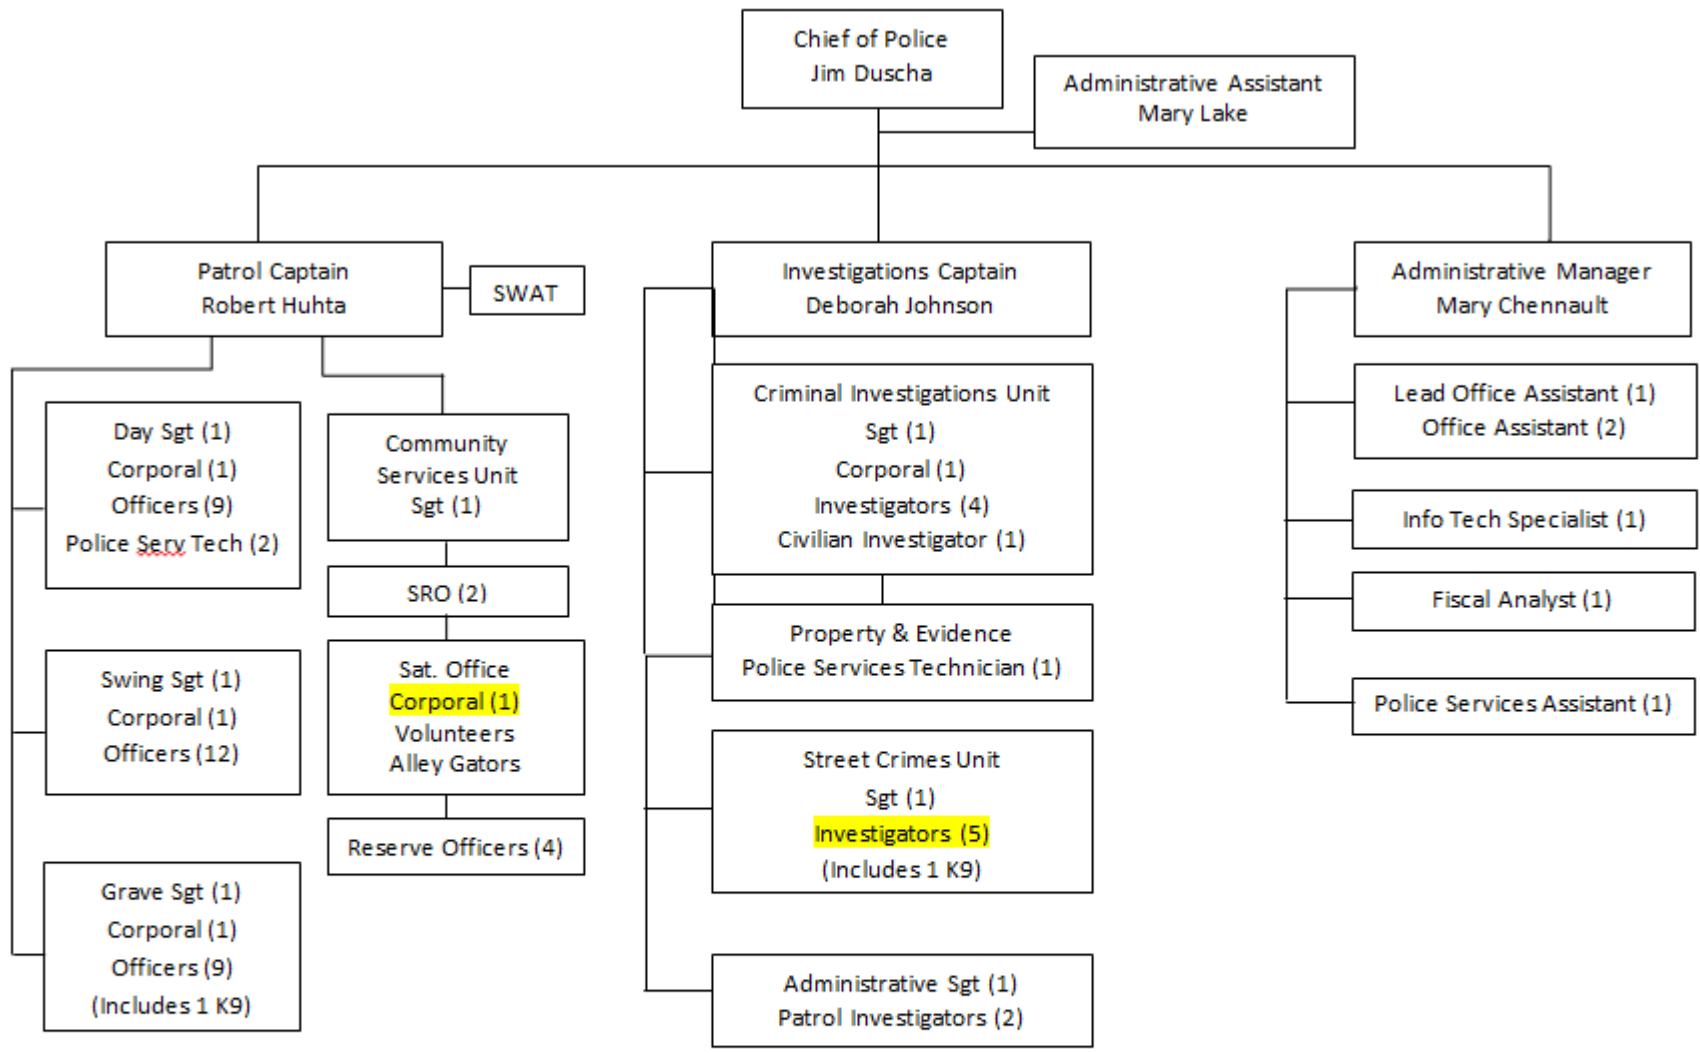 Chief of Police
Jim Duscha
Administrative Assistant
Mary Lake
Patrol Captain
Robert Huhta
SWAT
Investigations Captain
Deborah Johnson
Administrative Manager
Mary Chennault
Day Sgt (1)
Corporal (1)
Officers (9)
Police Serv Tech (2)
Swing Sgt (1)
Corporal (1)
Officers (12)
Grave Sgt (1)
Corporal (1)
Officers (9)
(Includes 1 K9)
Community
Services Unit
Sgt (1)
SRO (2)
Sat. Office
Corporal (1)
Volunteers
Alley Gators
Reserve Officers (4)
Criminal Investigations Unit
Sgt (1)
Corporal (1)
Investigators (4)
Civilian Investigator (1)
Property & Evidence
Police Services Technician (1)
Street Crimes Unit
Sgt (1)
Investigators (5)
(Includes 1 K9)
Administrative Sgt (1)
Patrol Investigators (2)
Lead Office Assistant (1)
Office Assistant (2)
Info Tech Specialist (1)
Fiscal Analyst (1)
Police Services Assistant (1)